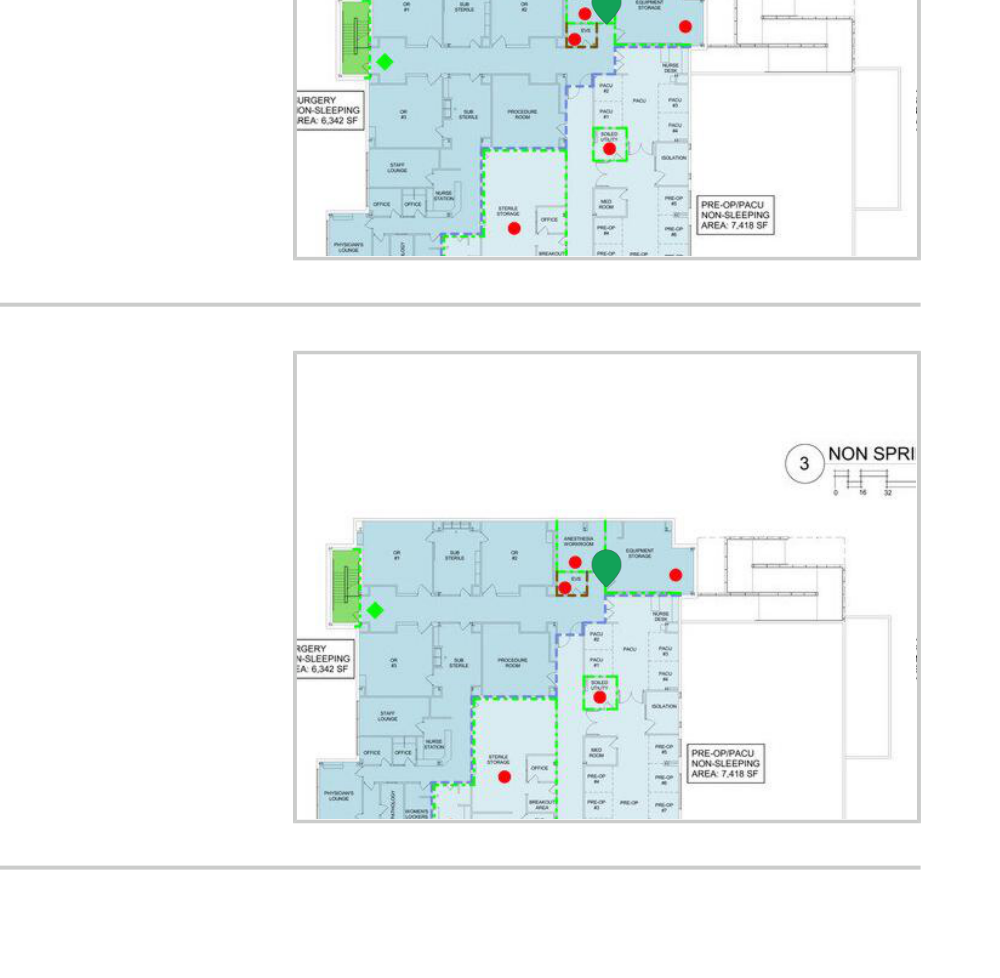 OR
#1
SUB
STERILE
OR
#2
EQUIPMENT
STORAGE
EVS
NURSE
DESK
PACU
#2
PACU
PACU
#3
SURGERY
NON-SLEEPING
AREA: 6,342 SF
OR
#3
SUB
STERILE
PROCEDURE
ROOM
PACU
#1
PACU
#4
SOILED
UTILITY
ISOLATION
STAFF
LOUNGE
NURSE
STATION
OFFICE
OFFICE
STERILE
STORAGE
OFFICE
MED
ROOM
PRE-OP
#5
PRE-OP/PACU
NON-SLEEPING
AREA: 7,418 SF
PRE-OP
#4
PRE-OP
#6
PHYSICIAN'S
LOUNGE
BREAKOUT
PRE-OP
PRE-OP
PRE-OP
3
NON SPRI
0 16 32
OR
#1
SUB
STERILE
OR
#2
ANESTHESIA
WORKROOM
EQUIPMENT
STORAGE
EVS
NURSE
DESK
PACU
#2
PACU
PACU
#3
RGERY
N-SLEEPING
EA: 6,342 SF
OR
#3
SUB
STERILE
PROCEDURE
ROOM
PACU
#1
PACU
#4
SOILED
UTILITY
ISOLATION
STAFF
LOUNGE
NURSE
STATION
OFFICE
OFFICE
STERILE
STORAGE
OFFICE
MED
ROOM
PRE-OP
#5
PRE-OP/PACU
NON-SLEEPING
AREA: 7,418 SF
PRE-OP
#4
PRE-OP
#6
PHYSICIAN'S
LOUNGE
PATHOLOGY
WOMEN'S
LOCKERS
BREAKOUT
AREA
PRE-OP
#3
PRE-OP
PRE-OP
#7